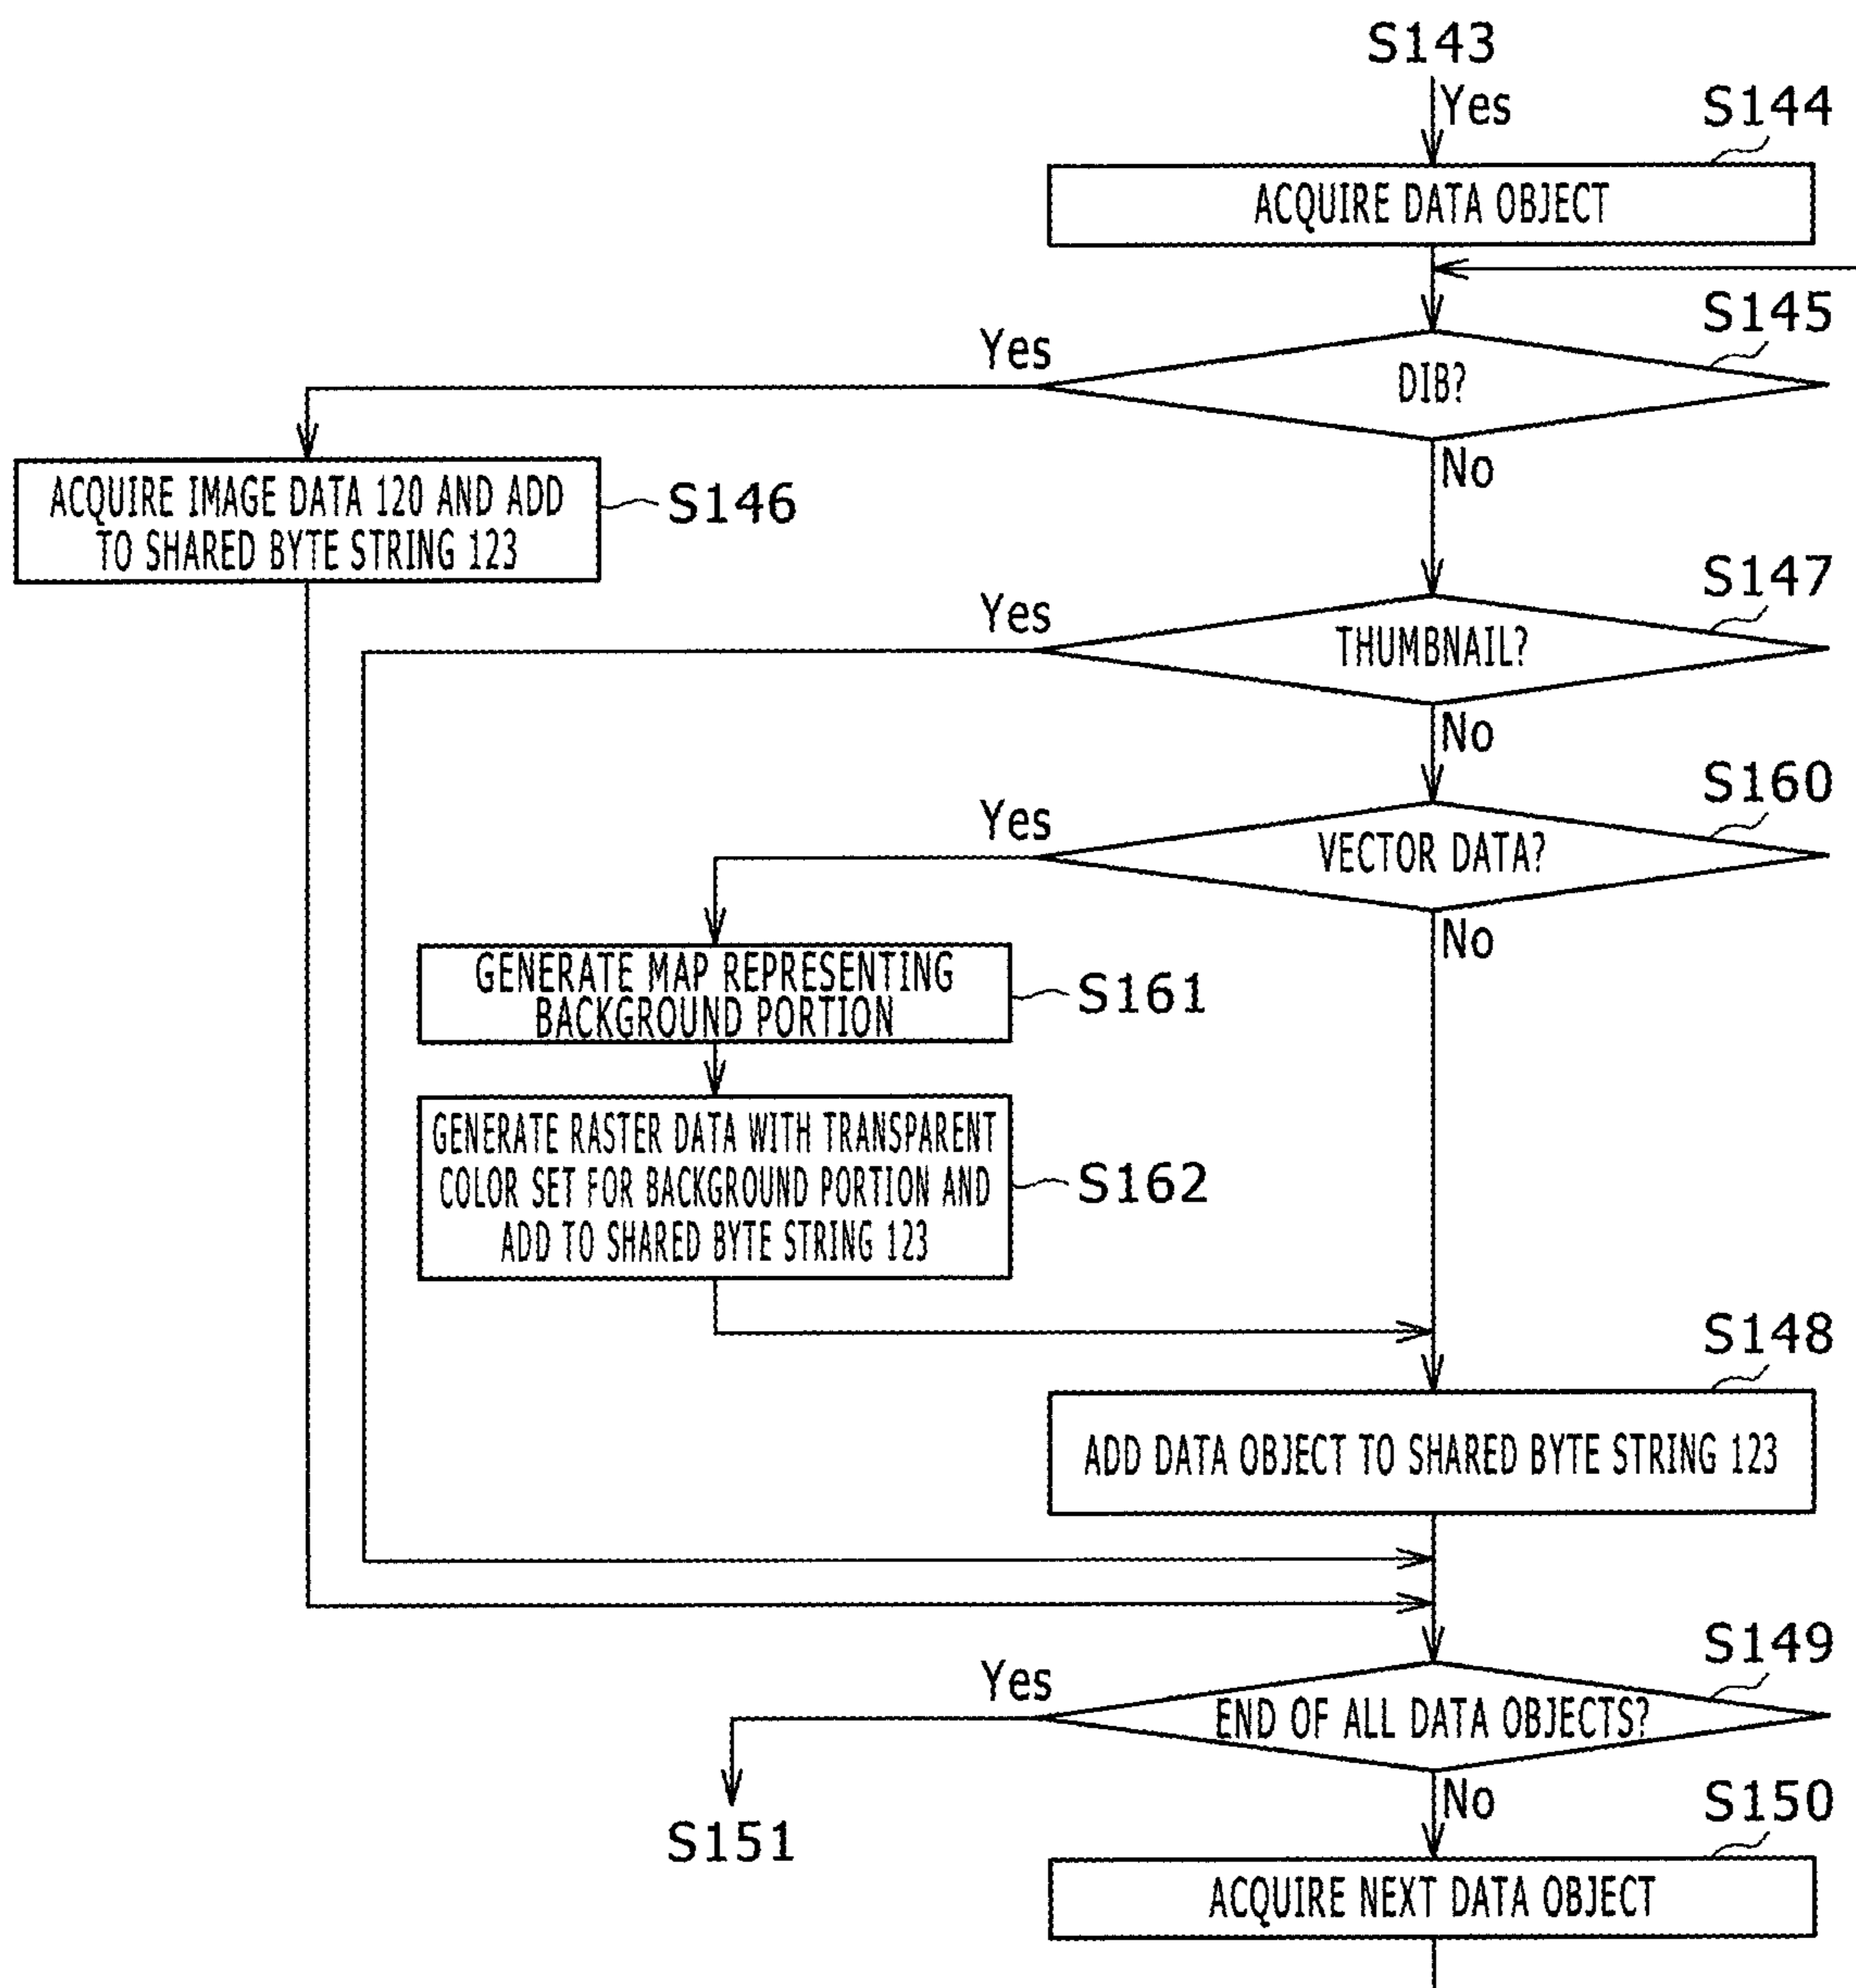 S143
Yes
S144
ACQUIRE DATA OBJECT
S145
Yes
DIB?
No
ACQUIRE IMAGE DATA 120 AND ADD
TO SHARED BYTE STRING 123
S146
S147
Yes
THUMBNAIL?
No
S160
Yes
VECTOR DATA?
No
GENERATE MAP REPRESENTING
BACKGROUND PORTION
S161
GENERATE RASTER DATA WITH TRANSPARENT
COLOR SET FOR BACKGROUND PORTION AND
ADD TO SHARED BYTE STRING 123
S162
S148
ADD DATA OBJECT TO SHARED BYTE STRING 123
S149
Yes
END OF ALL DATA OBJECTS?
No
S151
S150
ACQUIRE NEXT DATA OBJECT